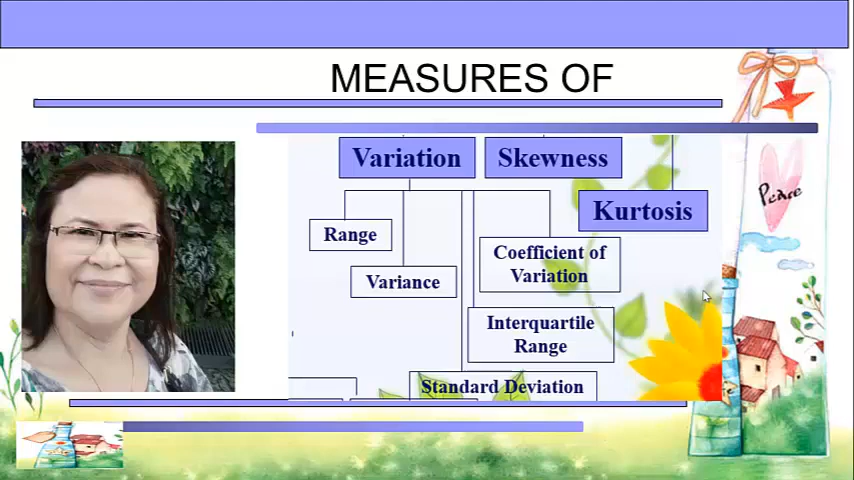 MEASURES OF
Variation
Skewness
Kurtosis
Range
Coefficient of
Variation
Variance
Interquartile
Range
Standard Deviation
Peace